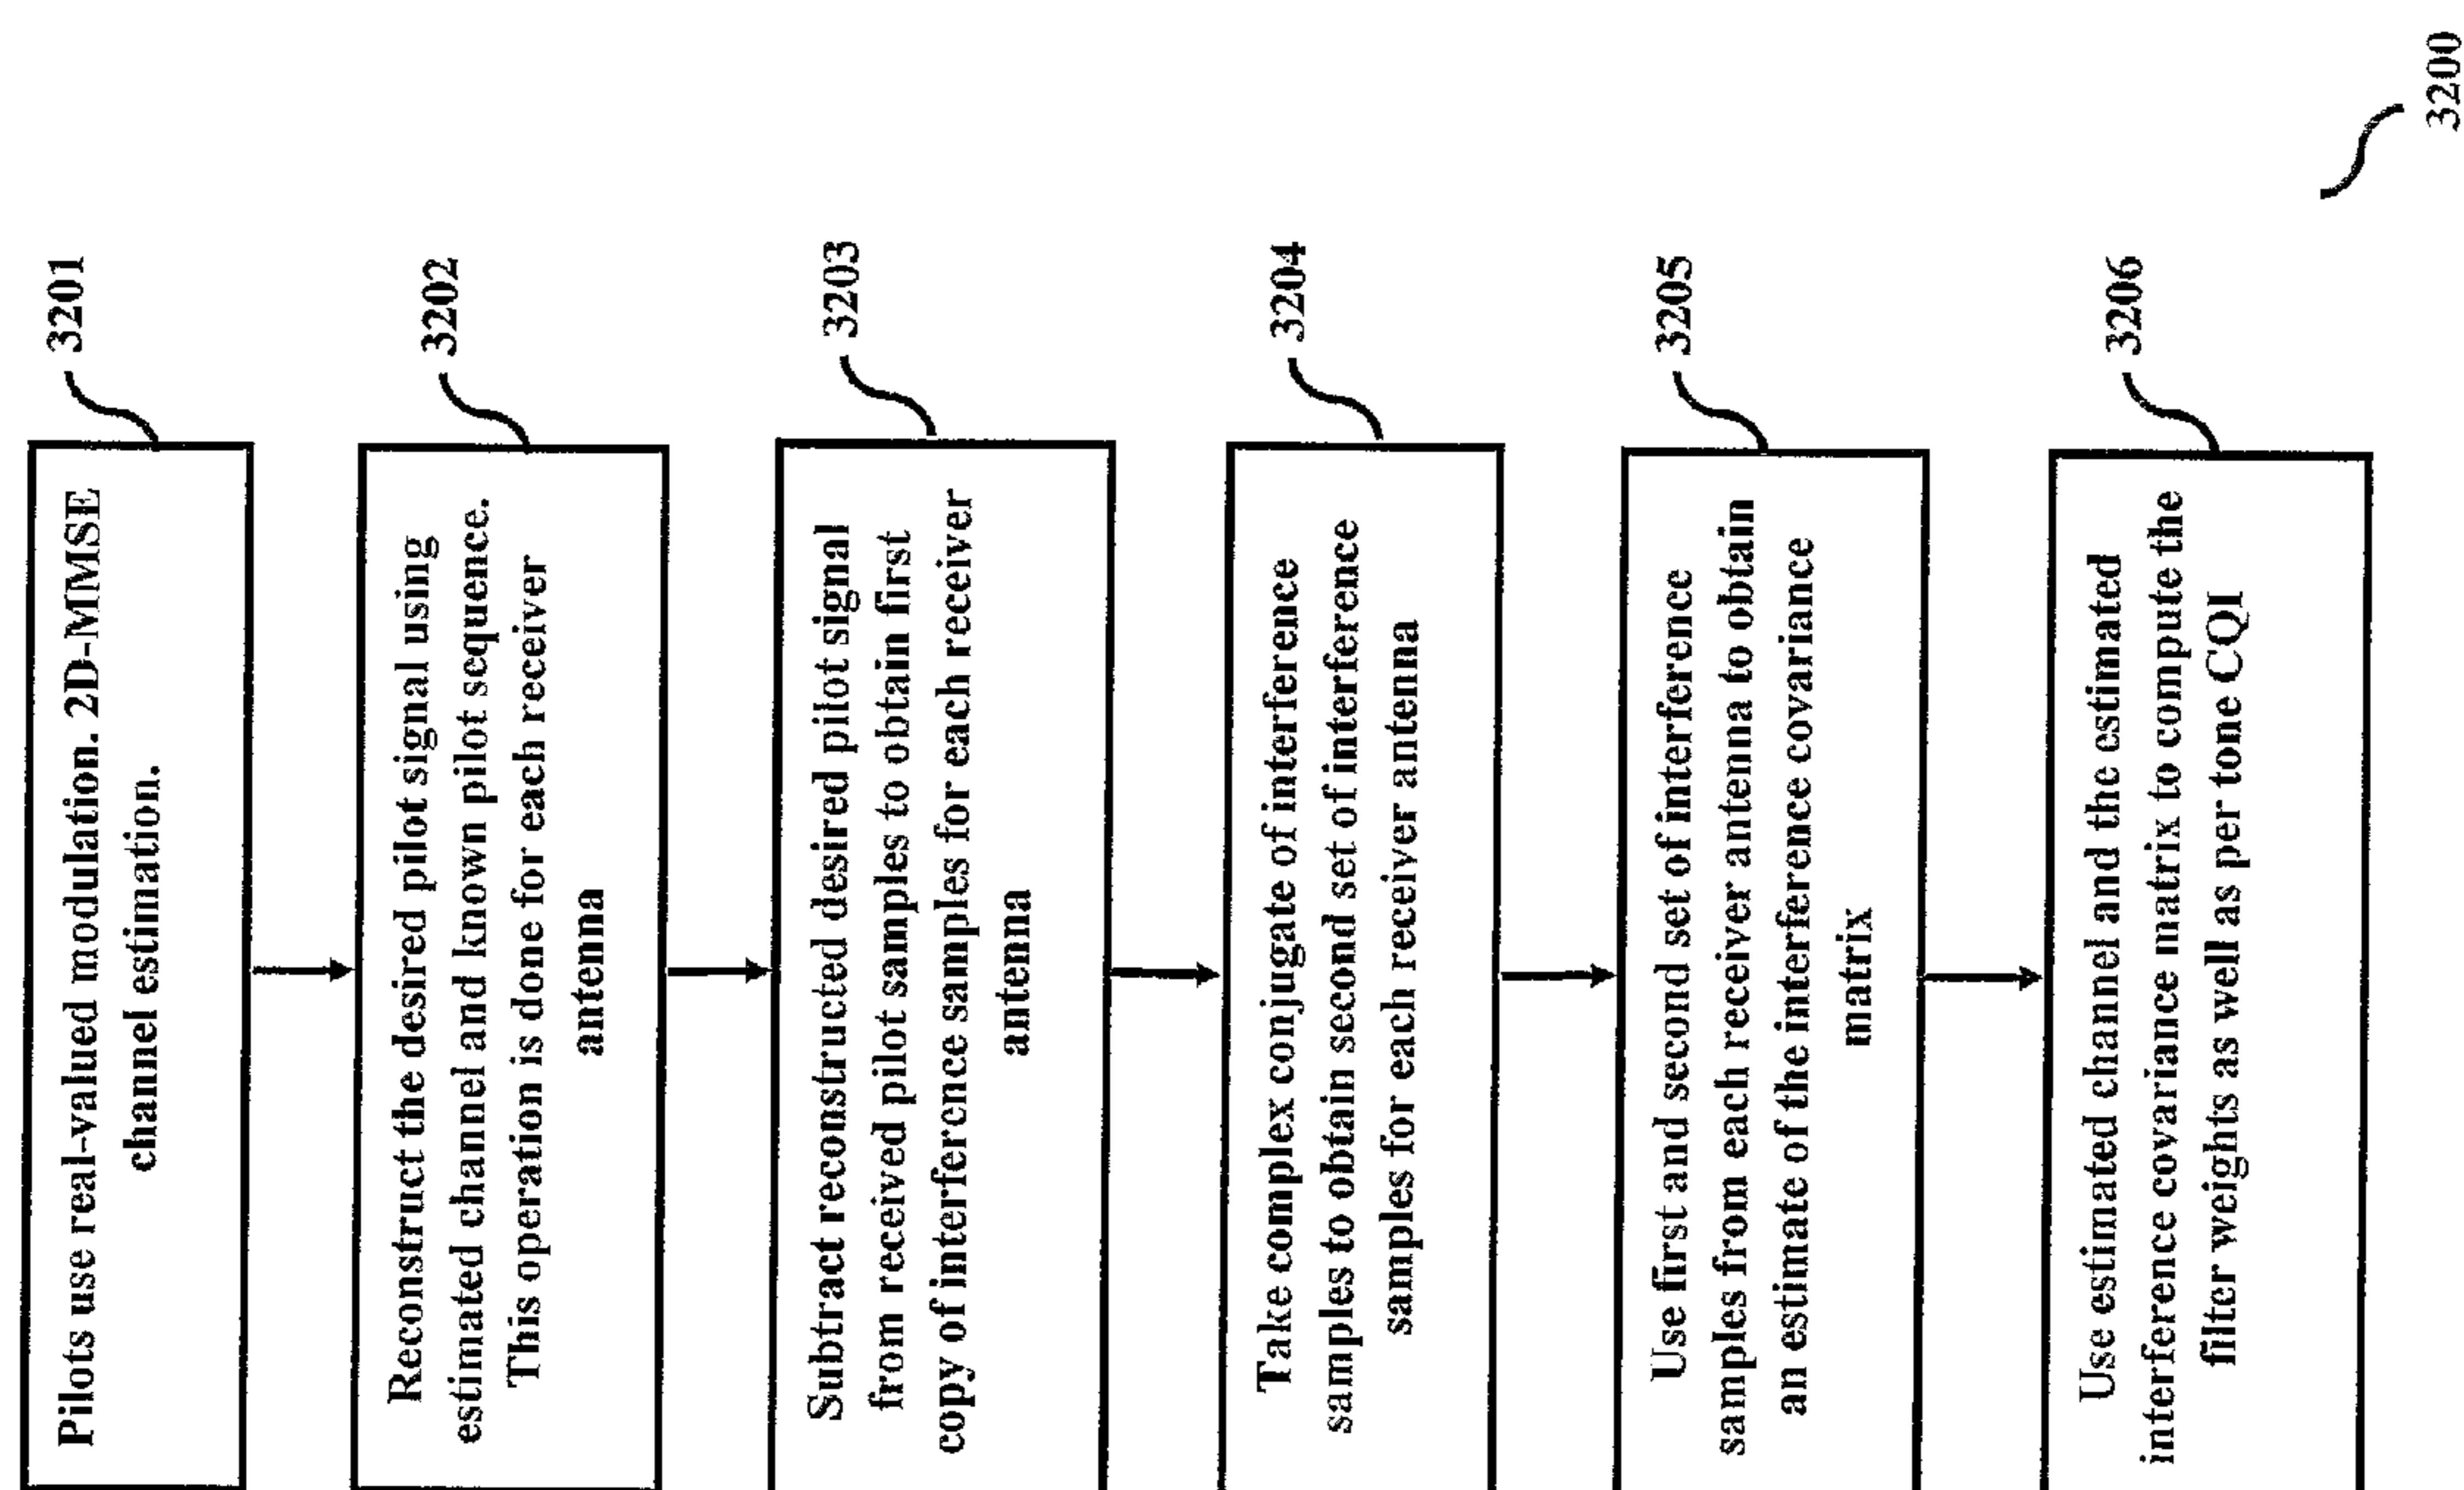 Pilots use real-valued modulation. 2D-MMSE
channel estimation.
3201
Reconstruct the desired pilot signal using
estimated channel and known pilot sequence.
This operation is done for each receiver
antenna
3202
Subtract reconstructed desired pilot signal
from received pilot samples to obtain first
copy of interference samples for each receiver
antenna
3203
Take complex conjugate of interference
samples to obtain second set of interference
samples for each receiver antenna
3204
Use first and second set of interference
samples from each receiver antenna to obtain
an estimate of the interference covariance
matrix
3205
Use estimated channel and the estimated
interference covariance matrix to compute the
filter weights as well as per tone CQI
3206
3200